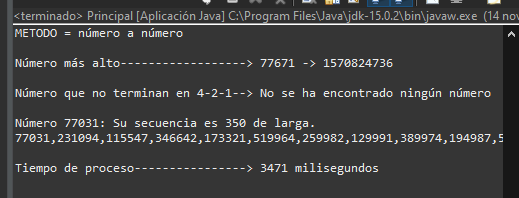 <terminado> Principal [Aplicación Java] C:\Program Files\Java\jdk-15.0.2\bin\javaw.exe (14 nov
METODO = número a número
Número más alto------------------> 77671 -> 1570824736
Número que no terminan en 4-2-1--> No se ha encontrado ningún número
Número 77031: Su secuencia es 350 de larga.
77031,231094,115547,346642,173321,519964,259982,129991,389974,194987,5
Tiempo de proceso----------------> 3471 milisegundos